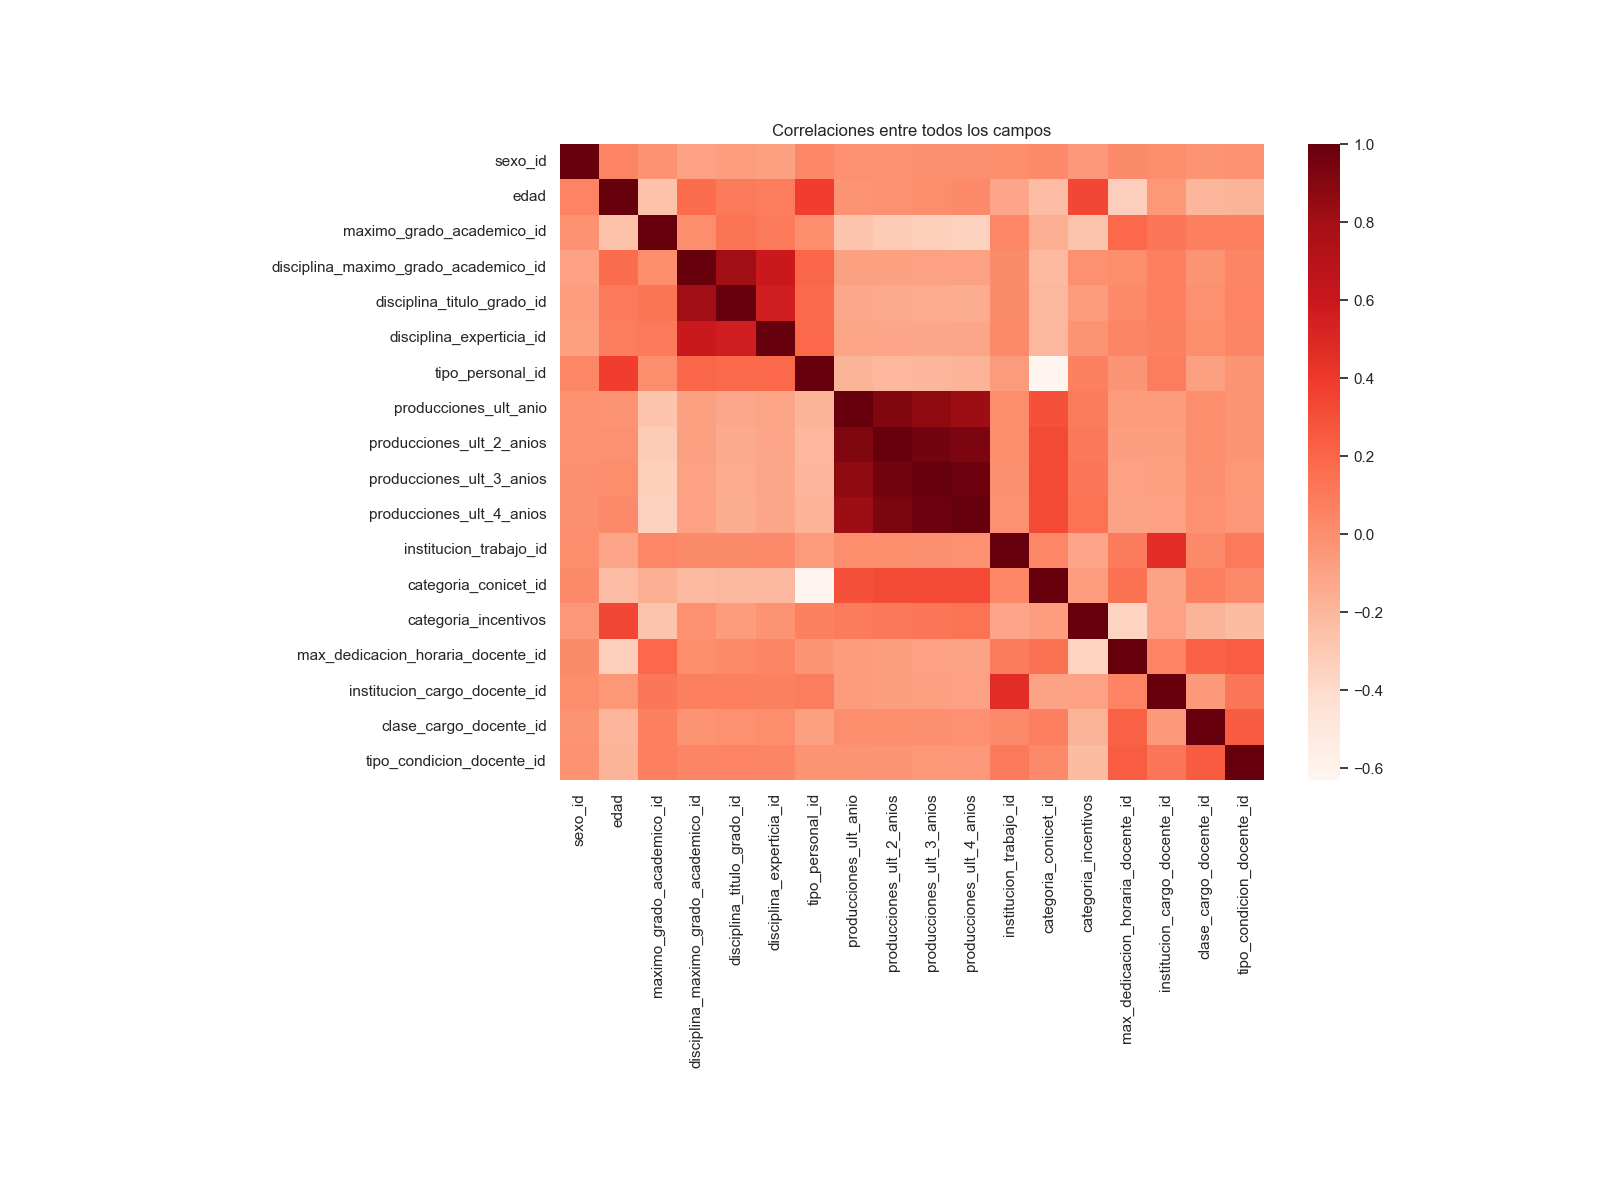 Correlaciones entre todos los campos
sexo_id
edad
maximo_grado_academico_id
disciplina_maximo_grado_academico_id
disciplina_titulo_grado_id
disciplina_experticia_id
tipo_personal_id
producciones_ult_anio
producciones_ult_2_anios
producciones_ult_3_anios
producciones_ult_4_anios
institucion_trabajo_id
categoria_conicet_id
categoria_incentivos
max_dedicacion_horaria_docente_id
institucion_cargo_docente_id
clase_cargo_docente_id
tipo_condicion_docente_id
sexo_id
edad
maximo_grado_academico_id
disciplina_maximo_grado_academico_id
disciplina_titulo_grado_id
disciplina_experticia_id
tipo_personal_id
producciones_ult_anio
producciones_ult_2_anios
producciones_ult_3_anios
producciones_ult_4_anios
institucion_trabajo_id
categoria_conicet_id
categoria_incentivos
max_dedicacion_horaria_docente_id
institucion_cargo_docente_id
clase_cargo_docente_id
tipo_condicion_docente_id
1.0
0.8
0.6
0.4
0.2
0.0
−0.2
−0.4
−0.6